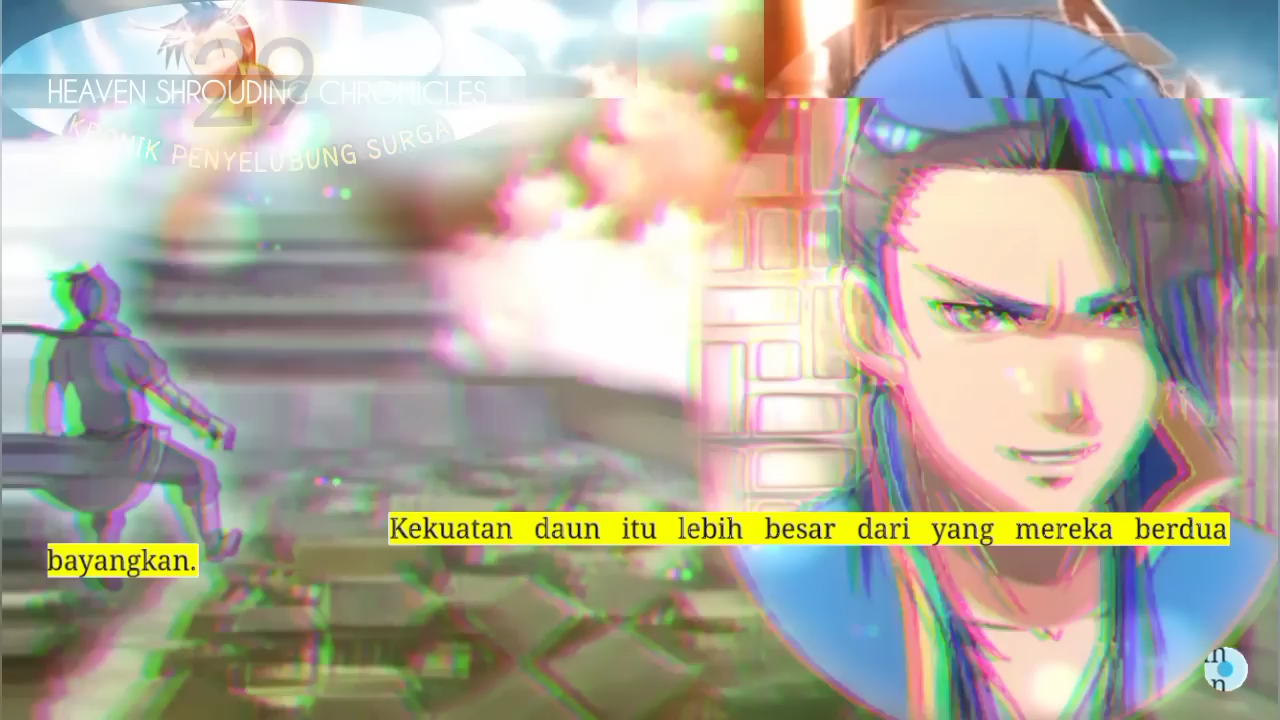 29
HEAVEN SHROUDING CHRONICLES
KRONIK PENYELUBUNG SURGA
Kekuatan daun itu lebih besar dari yang mereka berdua
bayangkan.
n